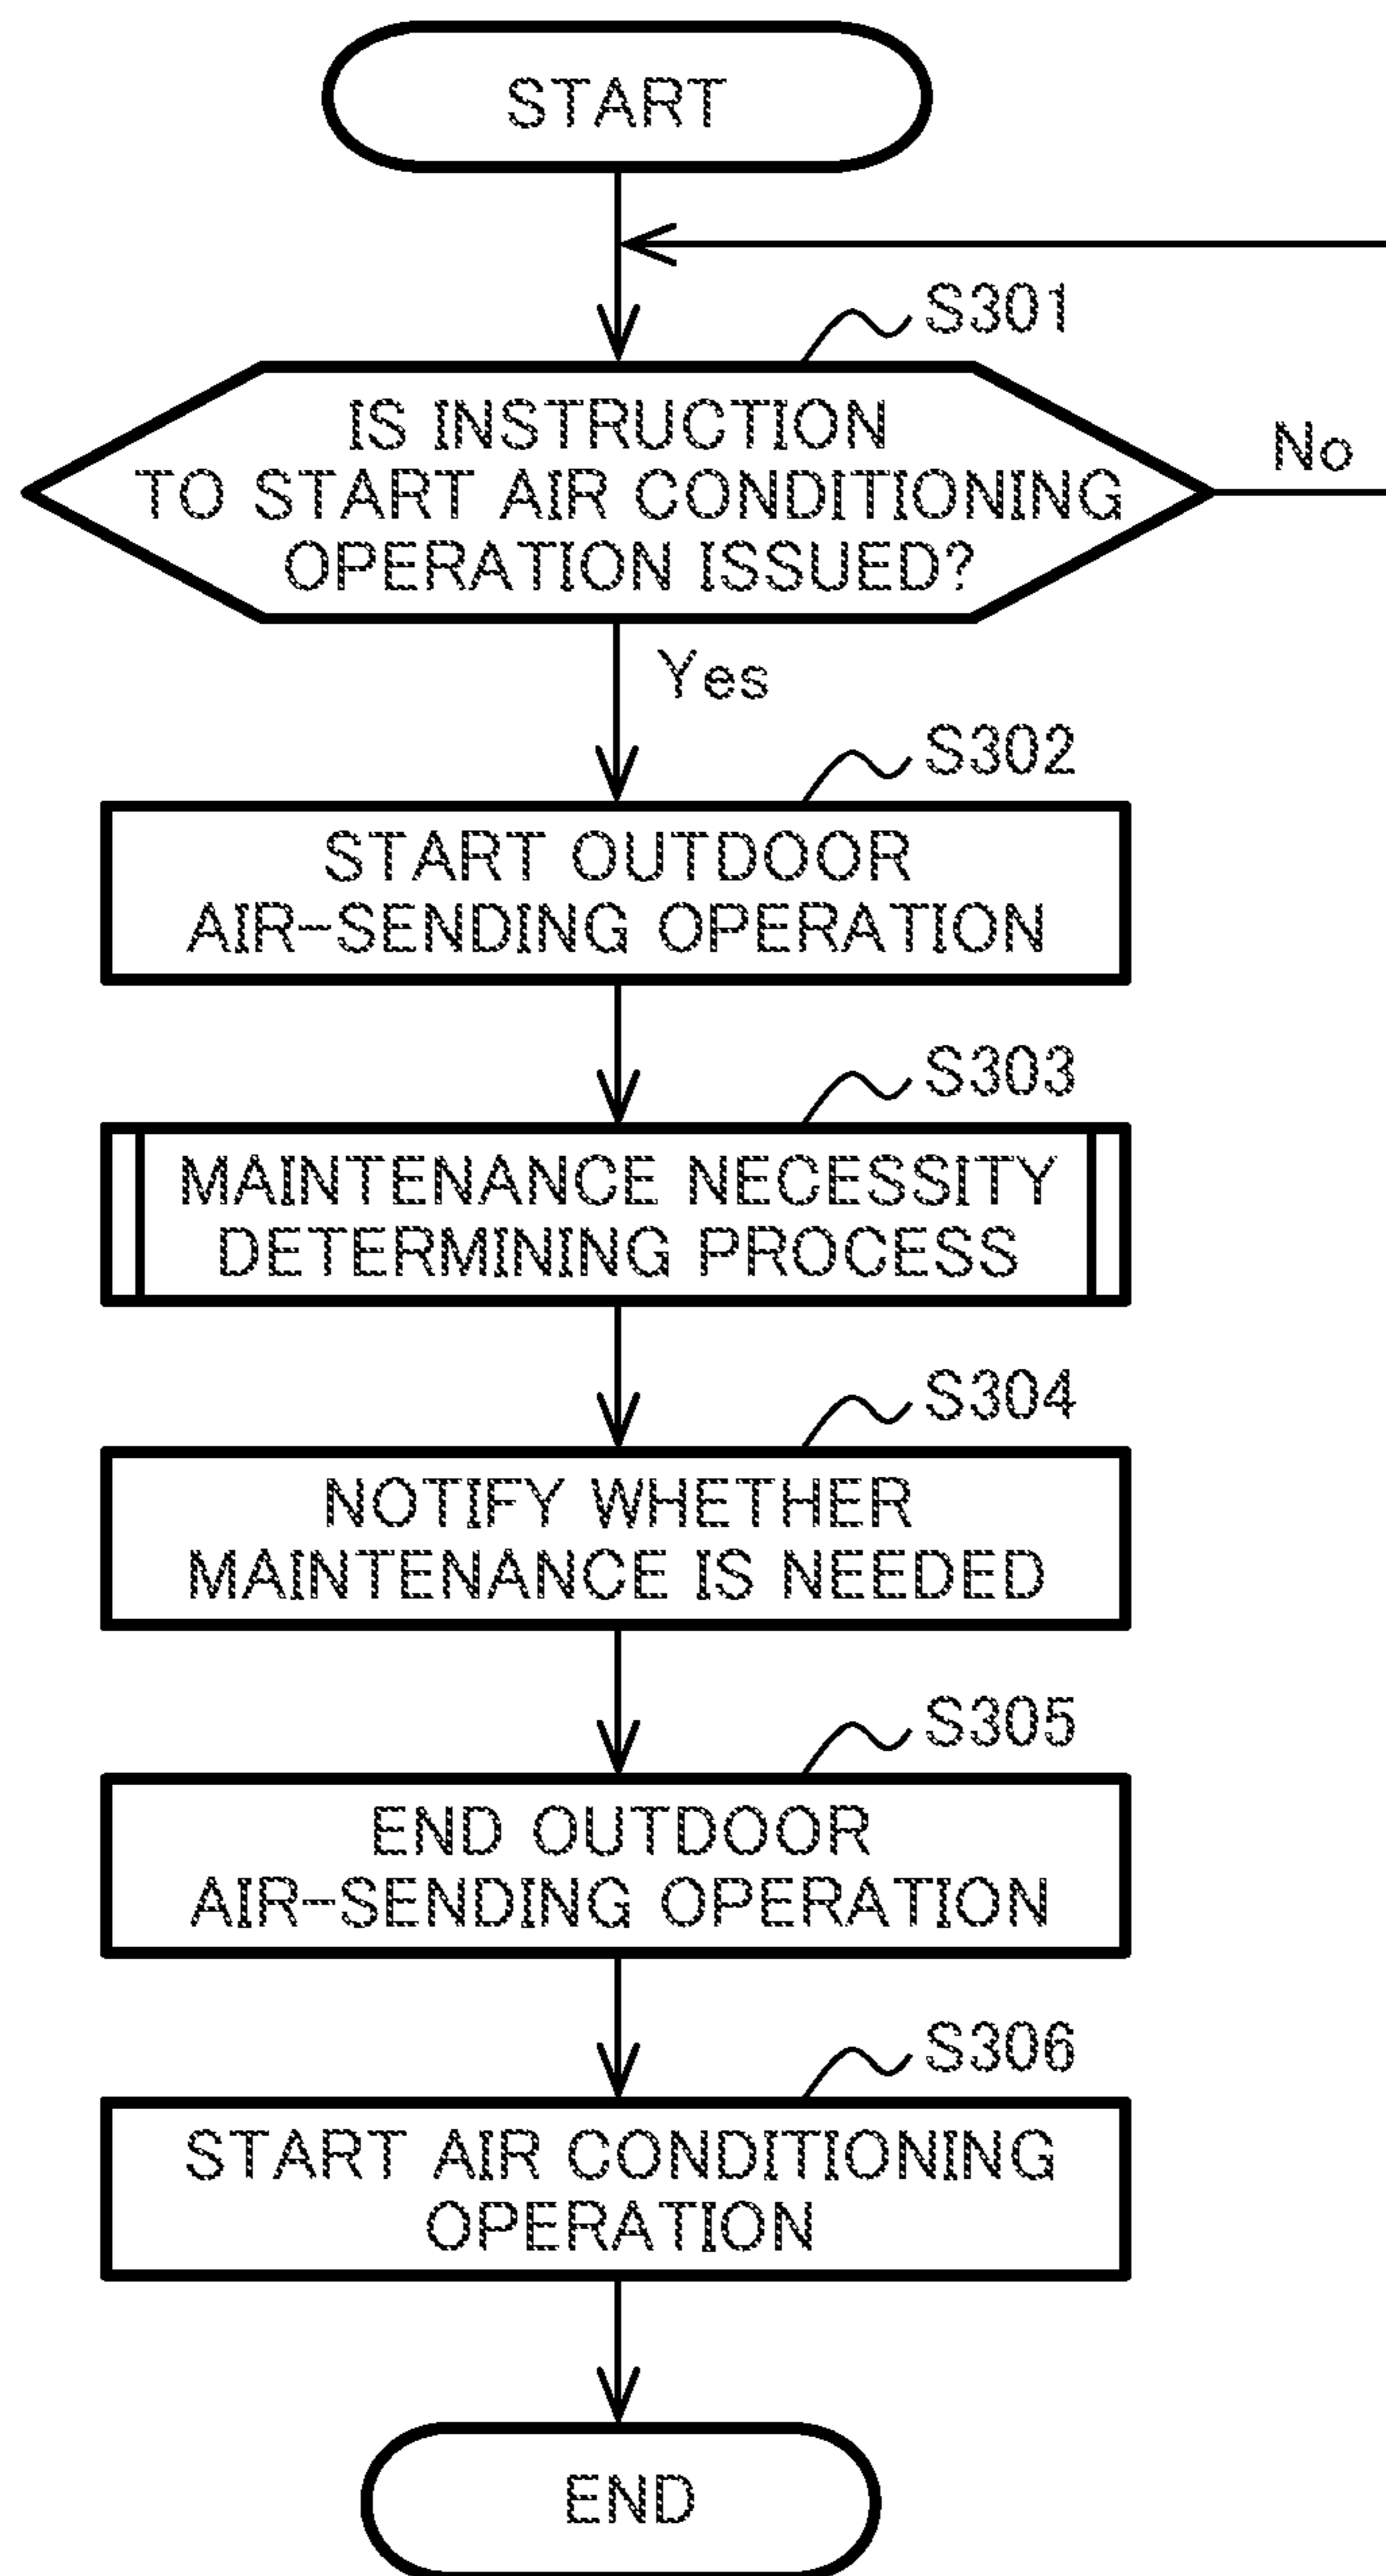 START
S301
IS INSTRUCTION
TO START AIR CONDITIONING
OPERATION ISSUED?
No
Yes
S302
START OUTDOOR
AIR-SENDING OPERATION
S303
MAINTENANCE NECESSITY
DETERMINING PROCESS
S304
NOTIFY WHETHER
MAINTENANCE IS NEEDED
S305
END OUTDOOR
AIR-SENDING OPERATION
S306
START AIR CONDITIONING
OPERATION
END